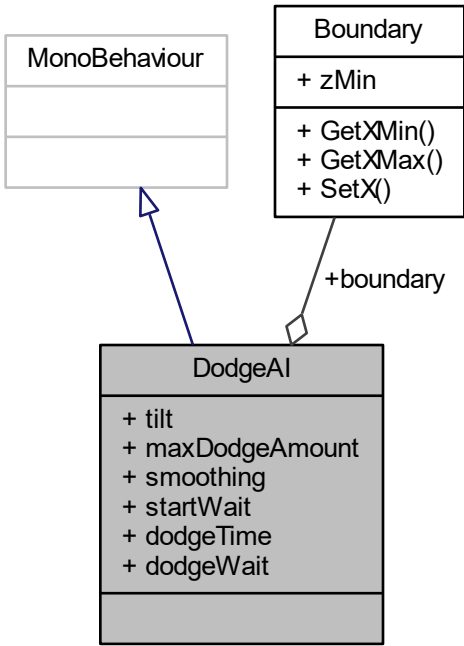 Boundary
+ zMin
+ GetXMin()
+ GetXMax()
+ SetX()
MonoBehaviour
+boundary
DodgeAI
+ tilt
+ maxDodgeAmount
+ smoothing
+ startWait
+ dodgeTime
+ dodgeWait